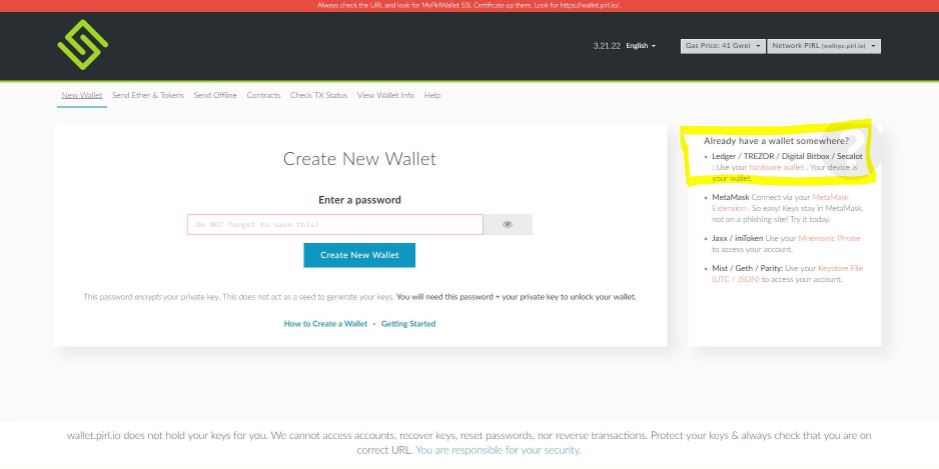 Always check the URL and look for MyPirlWallet SSL Certificate up there. Look for https://wallet.pirl.io/.
3.21.22 English
Gas Price: 41 Gwei
Network PIRL (wallrpc.pirl.io)
New Wallet Send Ether & Tokens Send Offline Contracts Check TX Status View Wallet Info Help
Create New Wallet
Enter a password
Do NOT forget to save this!
Create New Wallet
This password encrypts your private key. This does not act as a seed to generate your keys. You will need this password + your private key to unlock your wallet.
How to Create a Wallet - Getting Started
Already have a wallet somewhere?
Ledger / TREZOR / Digital Bitbox / Secalot
: Use your hardware wallet . Your device is
your wallet.
MetaMask Connect via your MetaMask
Extension . So easy! Keys stay in MetaMask,
not on a phishing site! Try it today.
Jaxx / imToken Use your Mnemonic Phrase
to access your account.
Mist / Geth / Parity: Use your Keystore File
(UTC / JSON) to access your account.
wallet.pirl.io does not hold your keys for you. We cannot access accounts, recover keys, reset passwords, nor reverse transactions. Protect your keys & always check that you are on
correct URL. You are responsible for your security.